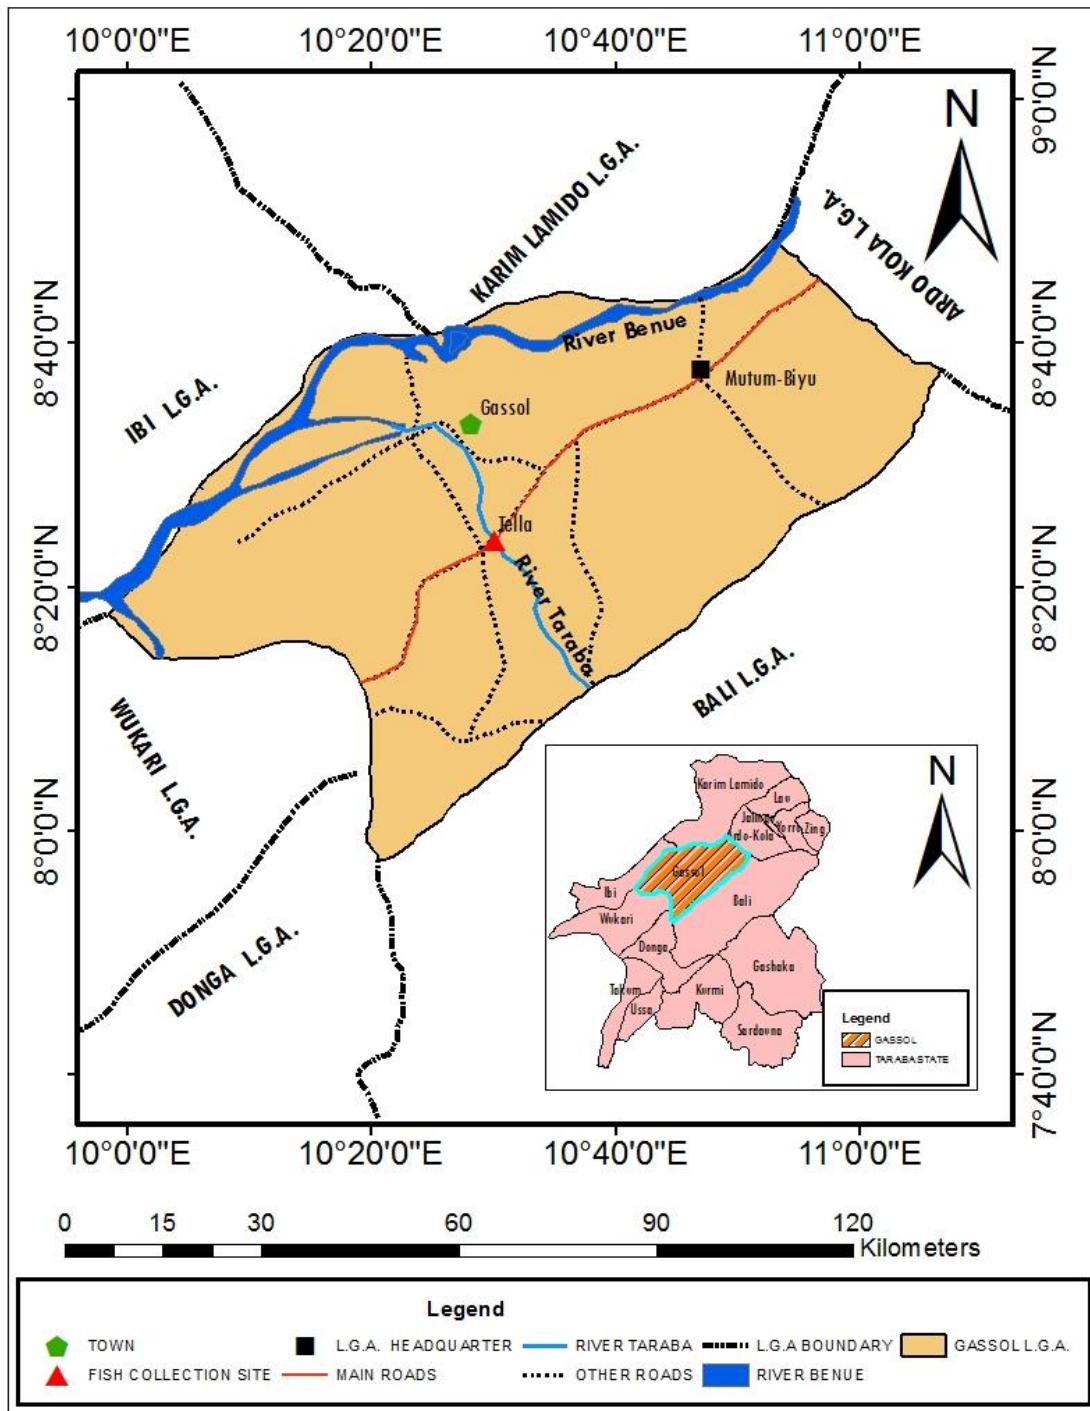 10°0'0"E 10°20'0"E 10°40'0"E 11°0'0"E
9°0'0"N
N
KARIM LAMIDO L.G.A.
ARDO KOLA L.G.A.
8°40'0"N
8°40'0"N
River Benue
Mutum-Biyu
IBI L.G.A.
Gassol
Tella
8°20'0"N
8°20'0"N
River Taraba
BALI L.G.A.
WUKARI L.G.A.
8°0'0"N
8°0'0"N
DONGA L.G.A.
7°40'0"N
N
Karim Lamido
Lau
Yorro
Zing
Gassol
Ibi
Bali
Wukari
Donga
Gashaka
Takum
Kurmi
Ussa
Sardauna
Legend
GASSOL
TARABA STATE
10°0'0"E 10°20'0"E 10°40'0"E 11°0'0"E
0 15 30 60 90 120
Kilometers
Legend
TOWN L.G.A. HEADQUARTER RIVER TARABA L.G.A BOUNDARY GASSOL L.G.A.
FISH COLLECTION SITE MAIN ROADS OTHER ROADS RIVER BENUE